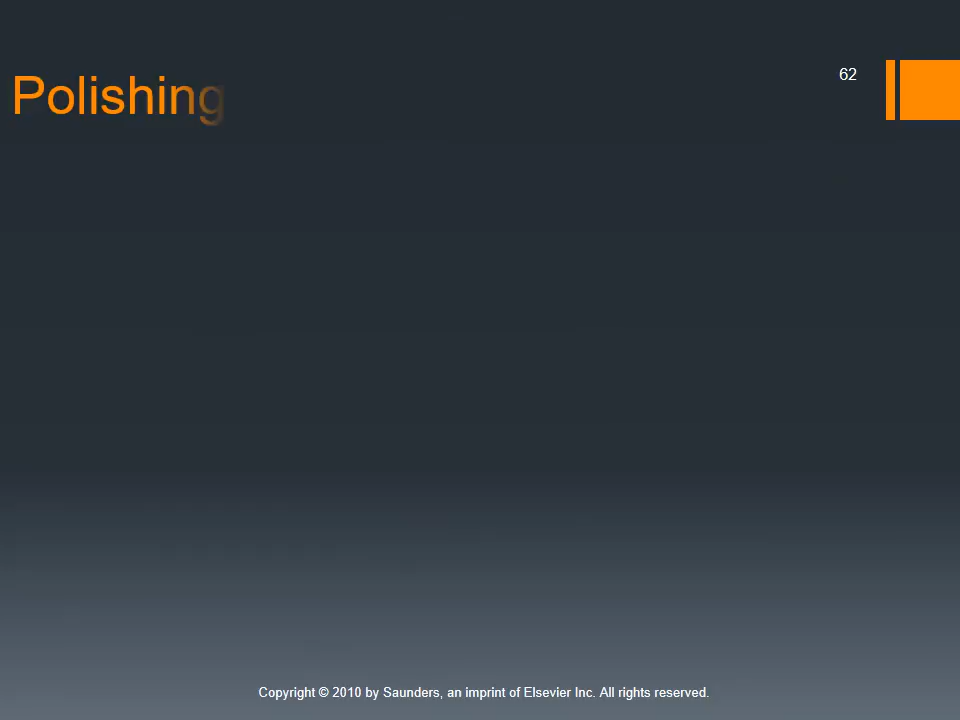 Polishing
62
Copyright © 2010 by Saunders, an imprint of Elsevier Inc. All rights reserved.